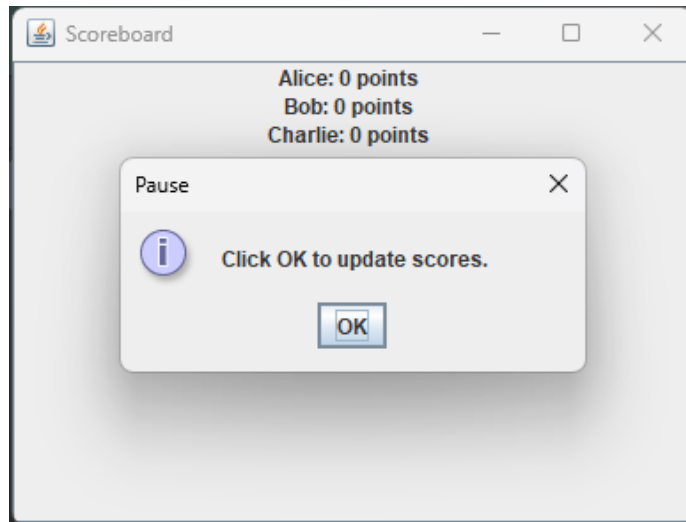 Scoreboard
Alice: 0 points
Bob: 0 points
Charlie: 0 points
Pause
i
Click OK to update scores.
OK